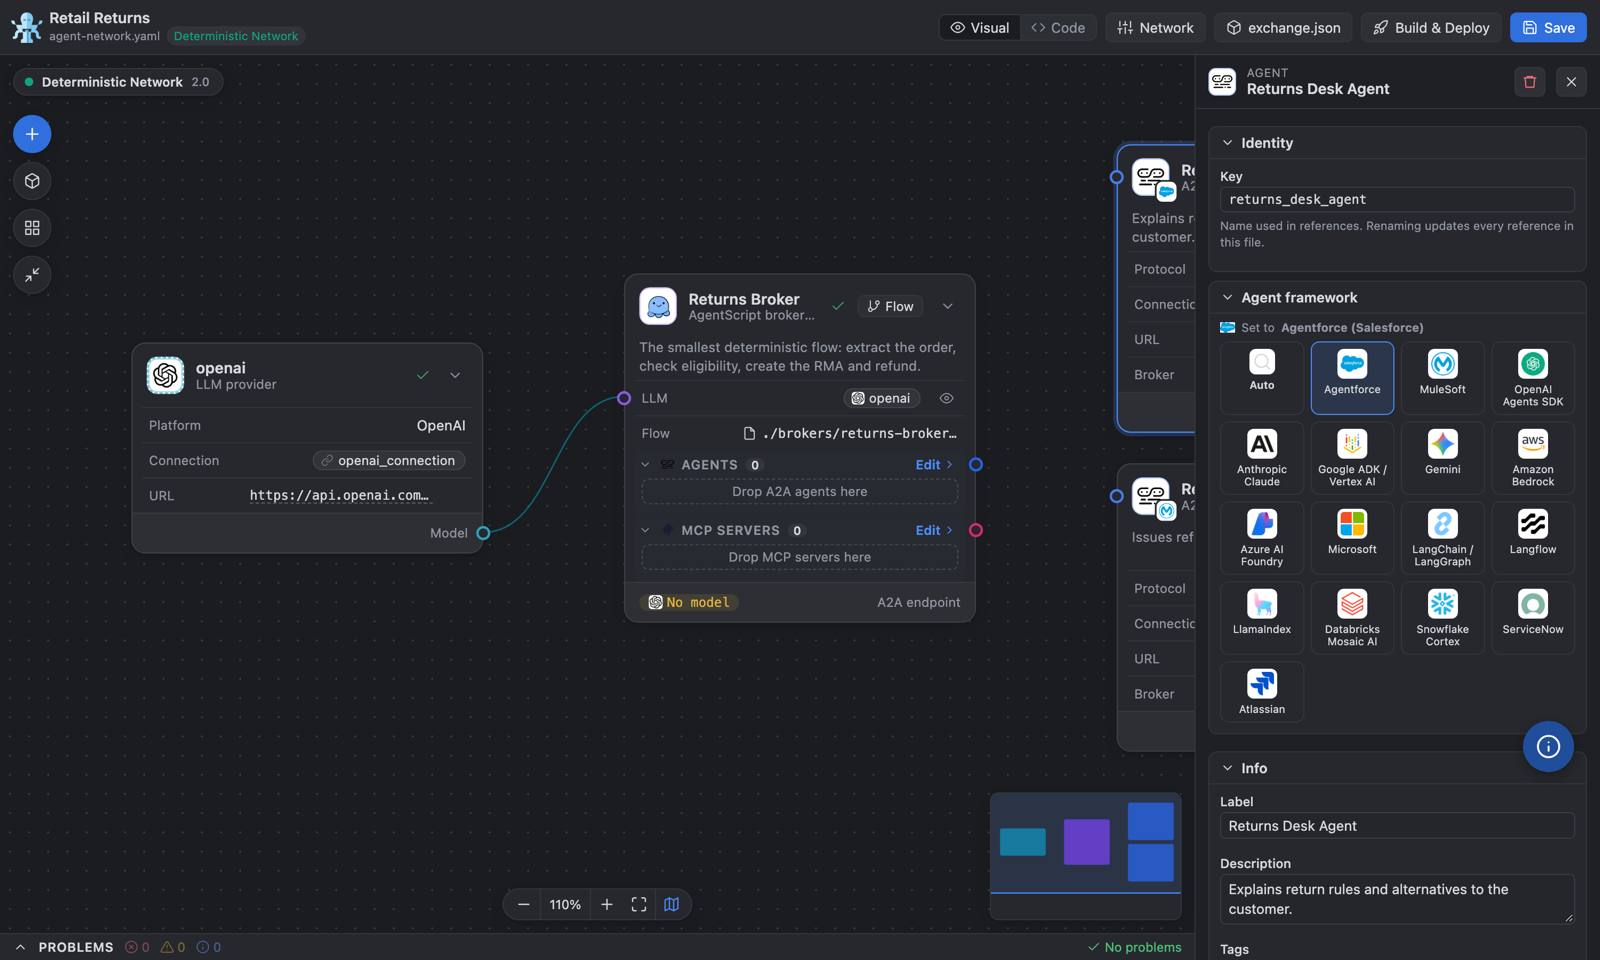 Retail Returns
agent-network.yaml
Deterministic Network
Visual
Code
Network
exchange.json
Build & Deploy
Save
Deterministic Network 2.0
openai
LLM provider
Platform
OpenAI
Connection
openai_connection
URL
https://api.openai.com…
Model
Returns Broker
AgentScript broker...
Flow
The smallest deterministic flow: extract the order,
check eligibility, create the RMA and refund.
LLM
openai
Flow
./brokers/returns-broker…
AGENTS 0
Edit
Drop A2A agents here
MCP SERVERS 0
Edit
Drop MCP servers here
No model
A2A endpoint
Explains r
customer.
Protocol
Connectio
URL
Broker
Issues ref
Protocol
Connectio
URL
Broker
110%
PROBLEMS 0 0 0
No problems
AGENT
Returns Desk Agent
Identity
Key
returns_desk_agent
Name used in references. Renaming updates every reference in
this file.
Agent framework
Set to Agentforce (Salesforce)
Auto
Agentforce
MuleSoft
OpenAI
Agents SDK
Anthropic
Claude
Google ADK /
Vertex AI
Gemini
aws
Amazon
Bedrock
Azure AI
Foundry
Microsoft
LangChain /
LangGraph
Langflow
LlamaIndex
Databricks
Mosaic AI
Snowflake
Cortex
ServiceNow
Atlassian
Info
Label
Returns Desk Agent
Description
Explains return rules and alternatives to the
customer.
Tags